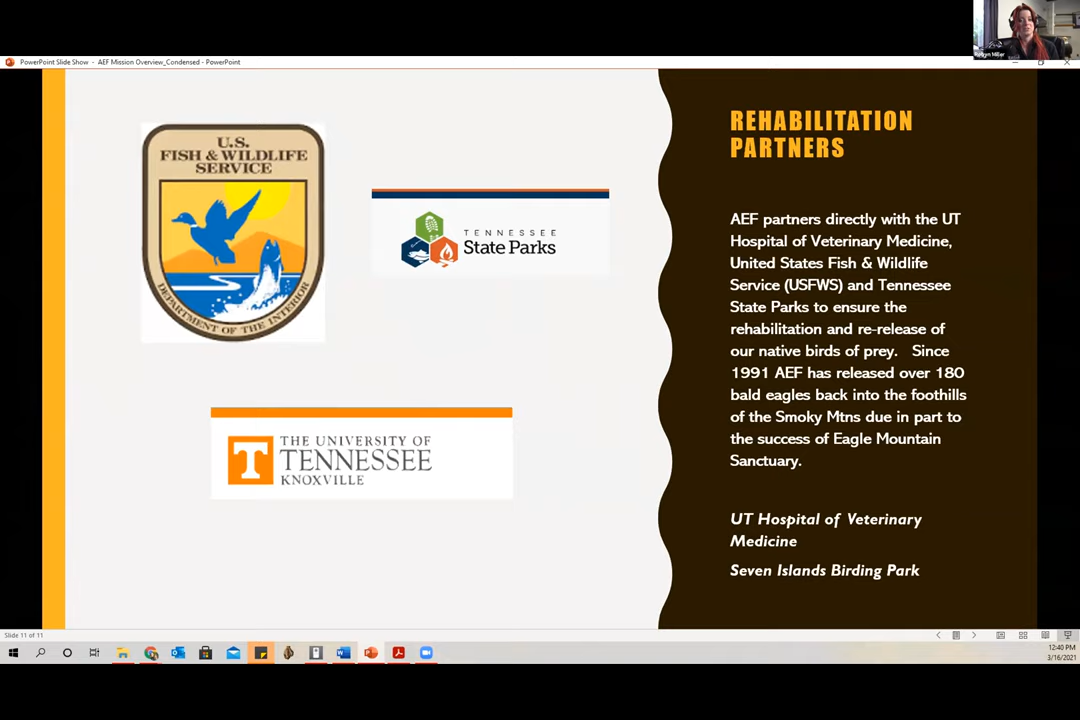 PowerPoint Slide Show - AEF Mission Overview_Condensed - PowerPoint
U.S.
FISH & WILDLIFE
SERVICE
DEPARTMENT OF THE INTERIOR
TENNESSEE
State Parks
T
THE UNIVERSITY OF
TENNESSEE
KNOXVILLE
REHABILITATION
PARTNERS
AEF partners directly with the UT
Hospital of Veterinary Medicine,
United States Fish & Wildlife
Service (USFWS) and Tennessee
State Parks to ensure the
rehabilitation and re-release of
our native birds of prey. Since
1991 AEF has released over 180
bald eagles back into the foothills
of the Smoky Mtns due in part to
the success of Eagle Mountain
Sanctuary.
UT Hospital of Veterinary
Medicine
Seven Islands Birding Park
Slide 11 of 11
12:40 PM
3/16/2021